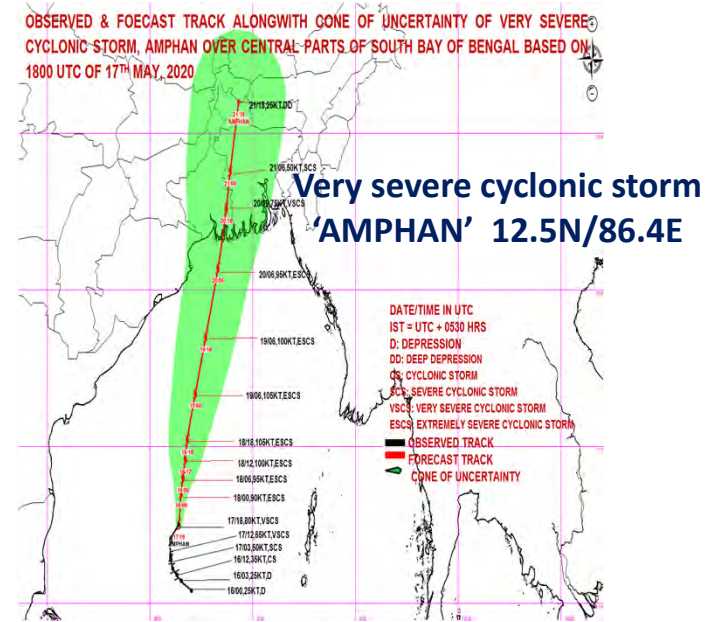 OBSERVED & FOECAST TRACK ALONGWITH CONE OF UNCERTAINTY OF VERY SEVERE
CYCLONIC STORM, AMPHAN OVER CENTRAL PARTS OF SOUTH BAY OF BENGAL BASED ON
1800 UTC OF 17TH MAY, 2020
21/18,25KT,DD
AMPHAN
21/06,50KT,SCS
Very severe cyclonic storm
'AMPHAN' 12.5N/86.4E
20/06,95KT,ESCS
19/06,100KT,ESCS
19/06,105KT,ESCS
18/18,105KT,ESCS
18/12,100KT,ESCS
18/06,95KT,ESCS
18/00,90KT,ESCS
17/18,80KT,VSCS
17/12,65KT,VSCS
17/03,50KT,SCS
16/12,35KT,CS
16/03,25KT,D
16/00,25KT,D
DATE/TIME IN UTC
IST = UTC + 0530 HRS
D: DEPRESSION
DD: DEEP DEPRESSION
CS: CYCLONIC STORM
SCS: SEVERE CYCLONIC STORM
VSCS: VERY SEVERE CYCLONIC STORM
ESCS: EXTREMELY SEVERE CYCLONIC STORM
OBSERVED TRACK
FORECAST TRACK
CONE OF UNCERTAINTY